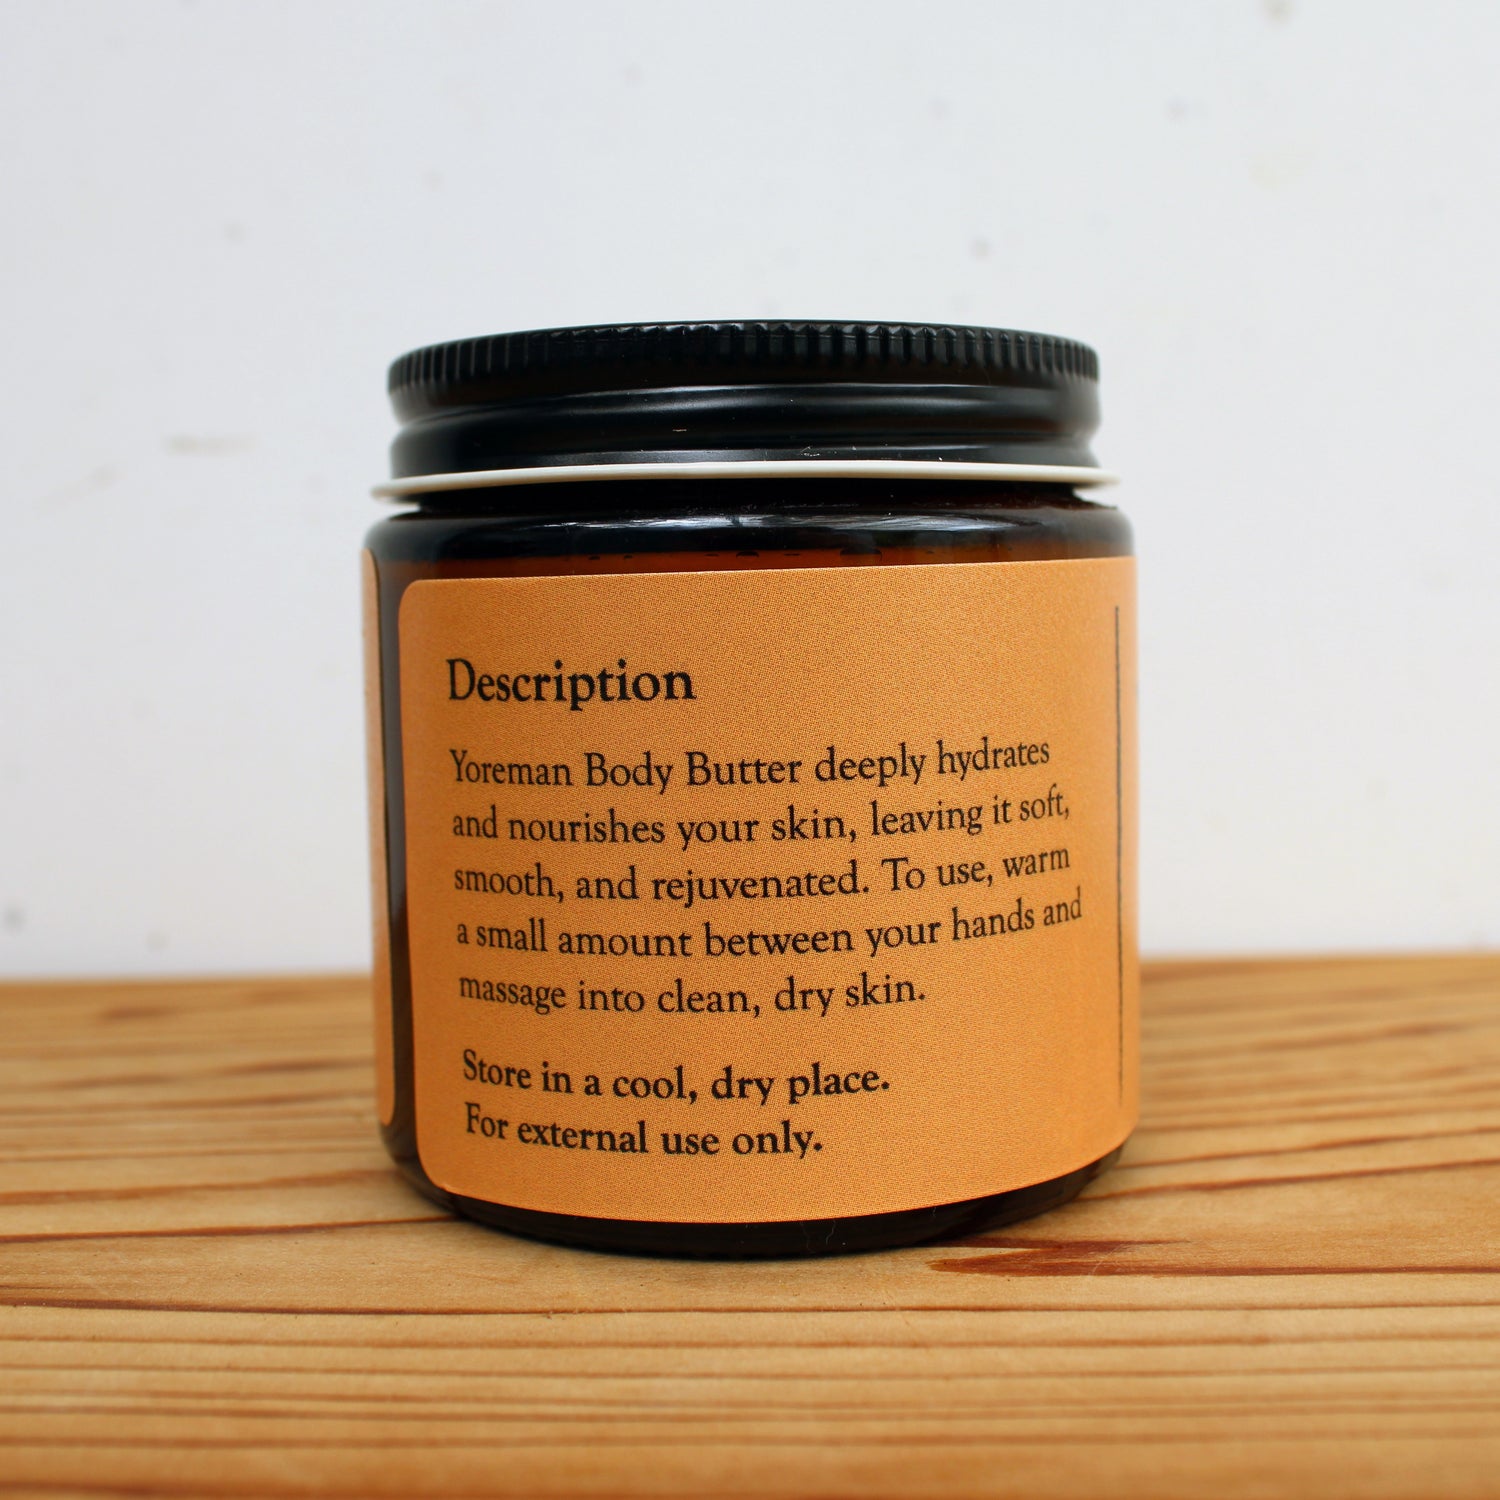 Description
Yoreman Body Butter deeply hydrates
and nourishes your skin, leaving it soft,
smooth, and rejuvenated. To use, warm
a small amount between your hands and
massage into clean, dry skin.
Store in a cool, dry place.
For external use only.